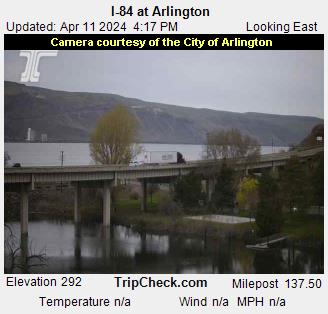 I-84 at Arlington
Updated: Apr 11 2024 4:17 PM Looking East
Camera courtesy of the City of Arlington
Elevation 292 TripCheck.com Milepost 137.50
Temperature n/a Wind n/a MPH n/a